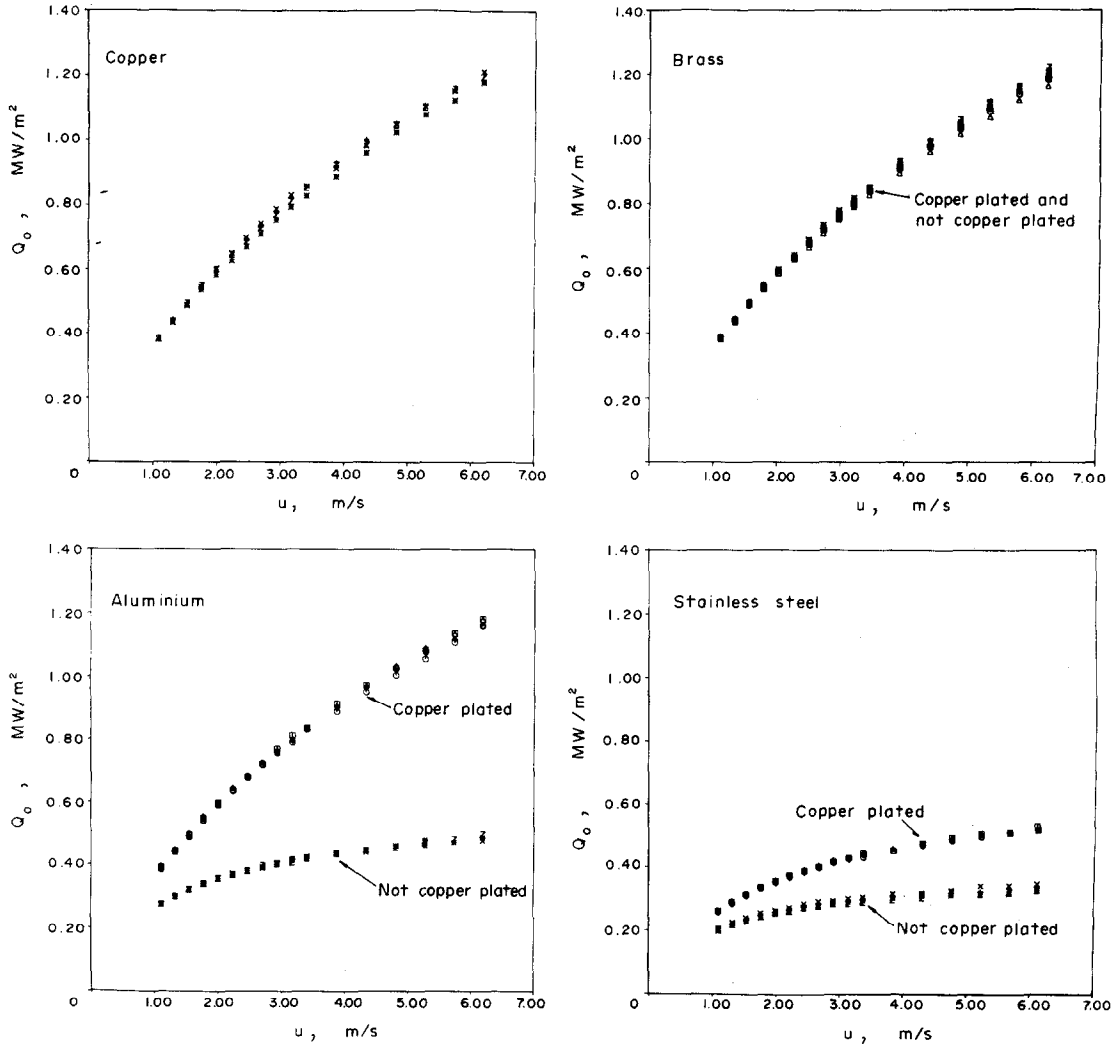 Copper
1.40
1.20
1.00
0.80
0.60
0.40
0.20
0
1.00 2.00 3.00 4.00 5.00 6.00 7.00
Q₀ , MW/m²
u , m/s
Brass
1.40
1.20
1.00
0.80
0.60
0.40
0.20
0
Copper plated and
not copper plated
1.00 2.00 3.00 4.00 5.00 6.00 7.00
Q₀ , MW/m²
u , m/s
Aluminium
1.40
1.20
1.00
0.80
0.60
0.40
0.20
0
Copper plated
Not copper plated
1.00 2.00 3.00 4.00 5.00 6.00 7.00
Q₀ , MW/m²
u , m/s
Stainless steel
1.40
1.20
1.00
0.80
0.60
0.40
0.20
0
Copper plated
Not copper plated
1.00 2.00 3.00 4.00 5.00 6.00 7.00
Q₀ , MW/m²
u , m/s